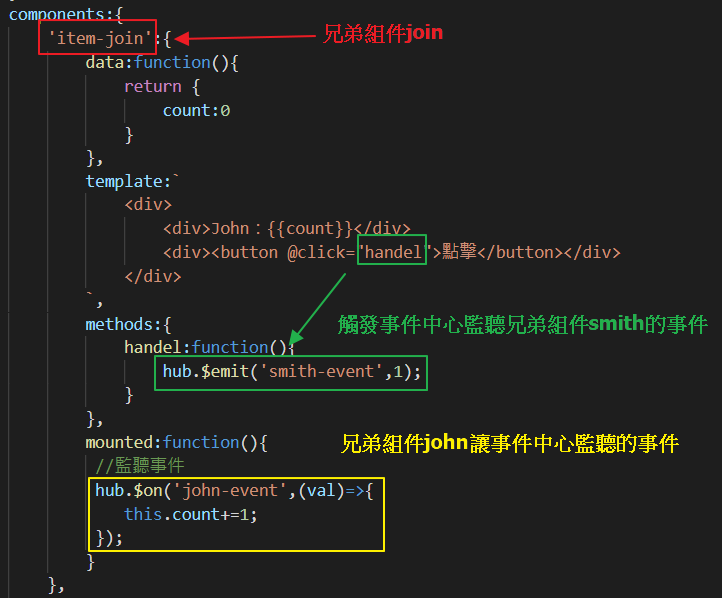 components:{
'item-join':{
兄弟組件join
data:function(){
return {
count:0
}
},
template:`
<div>
<div>John：{{count}}</div>
<div><button @click="handel">點擊</button></div>
</div>
`,
methods:{
觸發事件中心監聽兄弟組件smith的事件
handel:function(){
hub.$emit('smith-event',1);
}
},
mounted:function(){
兄弟組件john讓事件中心監聽的事件
//監聽事件
hub.$on('john-event',(val)=>{
this.count+=1;
});
}
},